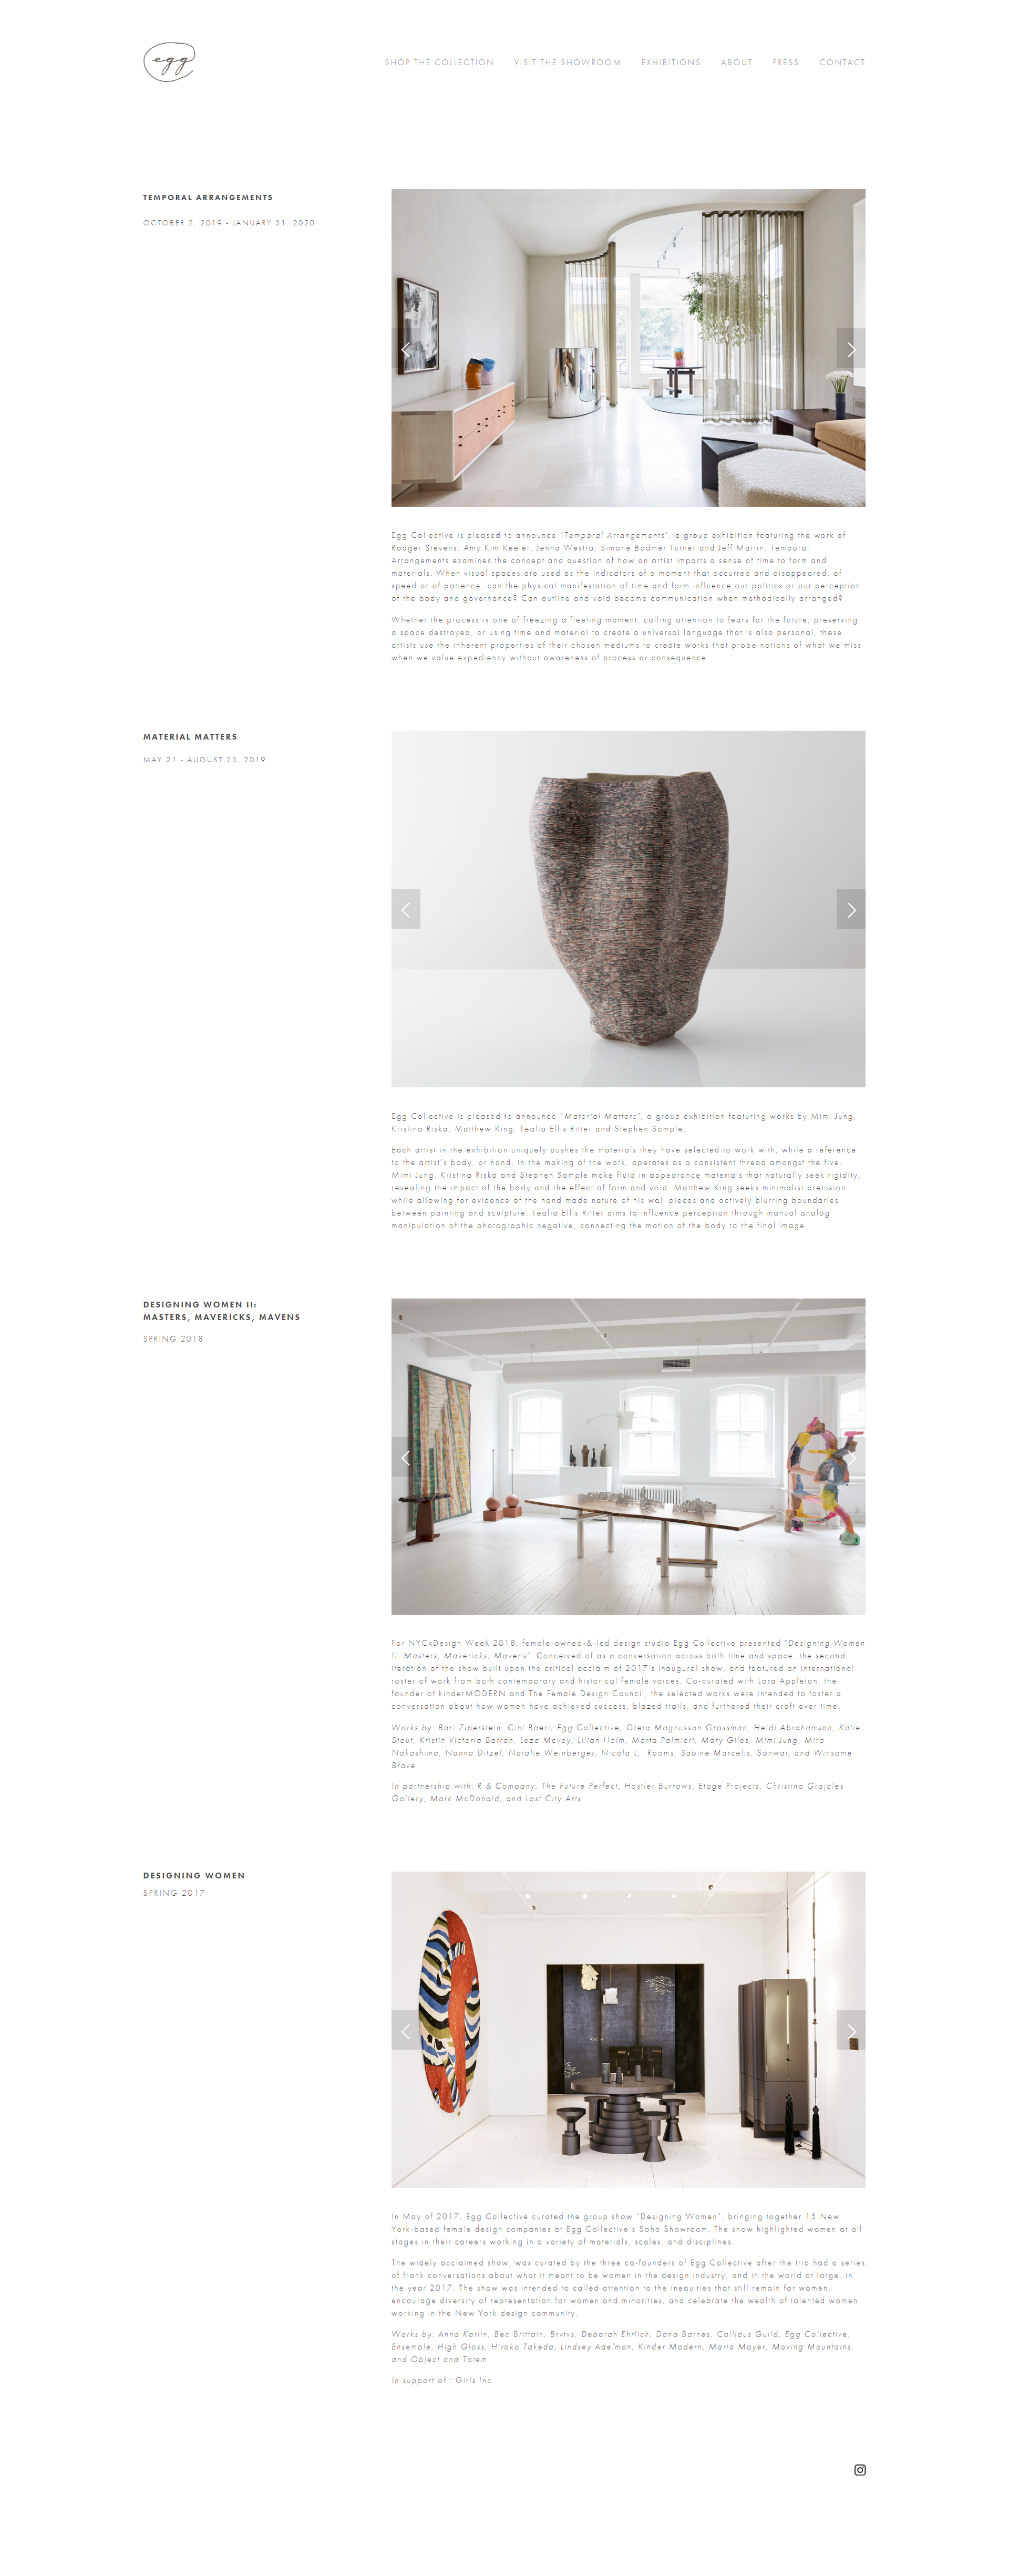 egg
SHOP THE COLLECTION
VISIT THE SHOWROOM
EXHIBITIONS
ABOUT
PRESS
CONTACT
TEMPORAL ARRANGEMENTS
OCTOBER 2, 2019 - JANUARY 31, 2020
Egg Collective is pleased to announce "Temporal Arrangements", a group exhibition featuring the work of
Rodger Stevens, Amy Kim Keeler, Jenna Westra, Simone Bodmer Turner and Jeff Martin. Temporal
Arrangements examines the concept and question of how an artist imparts a sense of time to form and
materials. When visual spaces are used as the indicators of a moment that occurred and disappeared, of
speed or of patience, can the physical manifestation of time and form influence our politics or our perception
of the body and governance? Can outline and void become communication when methodically arranged?
Whether the process is one of freezing a fleeting moment, calling attention to fears for the future, preserving
a space destroyed, or using time and material to create a universal language that is also personal, these
artists use the inherent properties of their chosen mediums to create works that probe notions of what we miss
when we value expediency without awareness of process or consequence.
MATERIAL MATTERS
MAY 21 - AUGUST 23, 2019
Egg Collective is pleased to announce "Material Matters", a group exhibition featuring works by Mimi Jung,
Kristina Riska, Matthew King, Tealia Ellis Ritter and Stephen Somple.
Each artist in the exhibition uniquely pushes the materials they have selected to work with, while a reference
to the artist's body, or hand, in the making of the work, operates as a consistent thread amongst the five.
Mimi Jung, Kristina Riska and Stephen Somple make fluid in appearance materials that naturally seek rigidity,
revealing the impact of the body and the effect of form and void. Matthew King seeks minimalist precision
while allowing for evidence of the hand made nature of his wall pieces and actively blurring boundaries
between painting and sculpture. Tealia Ellis Ritter aims to influence perception through manual analog
manipulation of the photographic negative, connecting the motion of the body to the final image.
DESIGNING WOMEN II:
MASTERS, MAVERICKS, MAVENS
SPRING 2018
For NYCxDesign Week 2018, female-owned-&-led design studio Egg Collective presented "Designing Women
II: Masters, Mavericks, Mavens". Conceived of as a conversation across both time and space, the second
iteration of the show built upon the critical acclaim of 2017's inaugural show, and featured an international
roster of work from both contemporary and historical female voices. Co-curated with Lora Appleton, the
founder of kinderMODERN and The Female Design Council, the selected works were intended to foster a
conversation about how women have achieved success, blazed trails, and furthered their craft over time.
Works by: Bari Ziperstein, Cini Boeri, Egg Collective, Greta Magnusson Grossman, Heidi Abrahamson, Katie
Stout, Kristin Victoria Barron, Leza Mcvey, Lilian Holm, Marta Palmieri, Mary Giles, Mimi Jung, Mira
Nakashima, Nanna Ditzel, Natalie Weinberger, Nicola L, Rooms, Sabine Marcelis, Sonwai, and Winsome
Brave
In partnership with: R & Company, The Future Perfect, Hostler Burrows, Etage Projects, Christina Grajales
Gallery, Mark McDonald, and Lost City Arts
DESIGNING WOMEN
SPRING 2017
In May of 2017, Egg Collective curated the group show "Designing Women", bringing together 15 New
York-based female design companies at Egg Collective's Soho Showroom. The show highlighted women at all
stages in their careers working in a variety of materials, scales, and disciplines.
The widely acclaimed show, was curated by the three co-founders of Egg Collective after the trio had a series
of frank conversations about what it meant to be women in the design industry, and in the world at large, in
the year 2017. The show was intended to called attention to the inequities that still remain for women,
encourage diversity of representation for women and minorities, and celebrate the wealth of talented women
working in the New York design community.
Works by: Anna Karlin, Bec Brittain, Brvtvs, Deborah Ehrlich, Dana Barnes, Callidus Guild, Egg Collective,
Ensemble, High Gloss, Hiroko Takeda, Lindsey Adelman, Kinder Modern, Maria Moyer, Moving Mountains,
and Object and Totem
In support of : Girls Inc